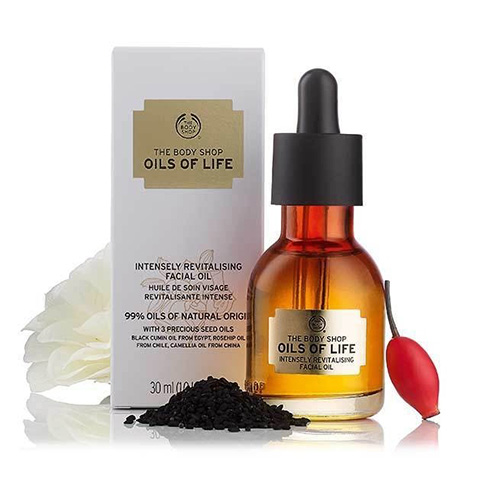 THE
BODY
SHOP
THE BODY SHOP
OILS OF LIFE
INTENSELY REVITALISING
FACIAL OIL
HUILE DE SOIN VISAGE
REVITALISANTE INTENSE
99% OILS OF NATURAL ORIGI
WITH 3 PRECIOUS SEED OILS
BLACK CUMIN OIL FROM EGYPT, ROSEHIP OIL
FROM CHILE, CAMELLIA OIL FROM CHINA
30 ml
THE BODY SHOP
OILS OF LIFE
INTENSELY REVITALISING
FACIAL OIL